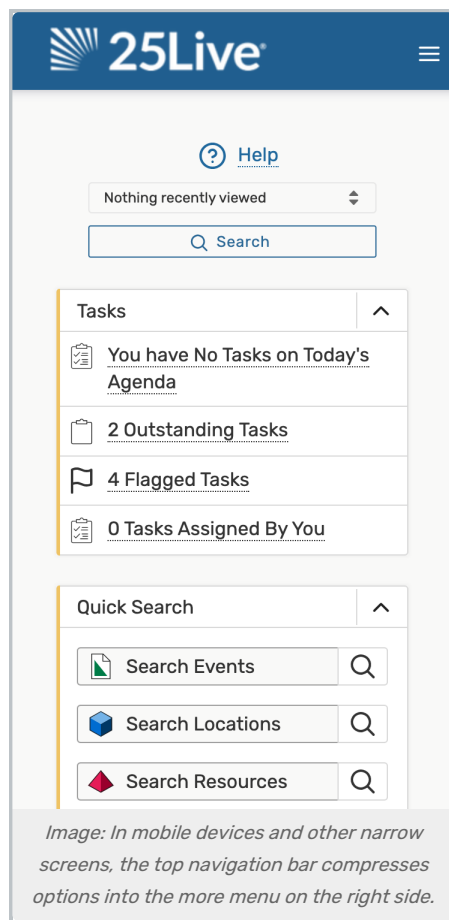 25Live®
Help
Nothing recently viewed
Search
Tasks
You have No Tasks on Today's
Agenda
2 Outstanding Tasks
4 Flagged Tasks
0 Tasks Assigned By You
Quick Search
Search Events
Search Locations
Search Resources
Image: In mobile devices and other narrow
screens, the top navigation bar compresses
options into the more menu on the right side.